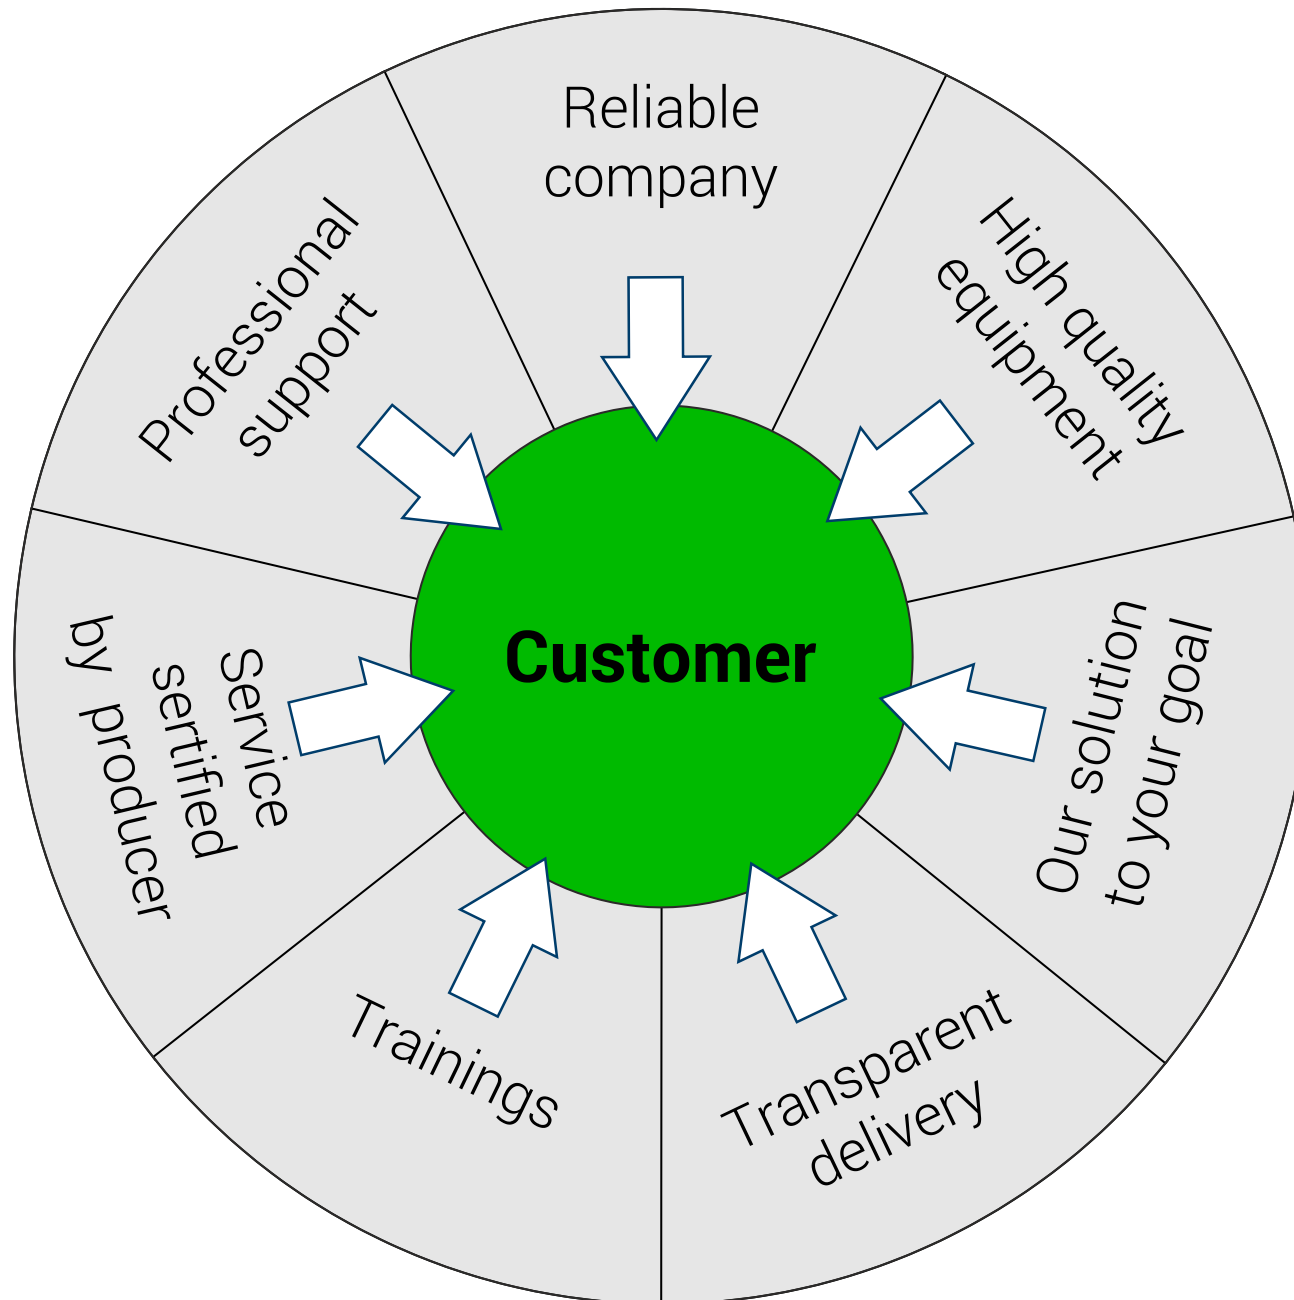 Reliable
company
High quality
equipment
Our solution
to your goal
Transparent
delivery
Trainings
Service
sertified
by producer
Professional
support
Customer